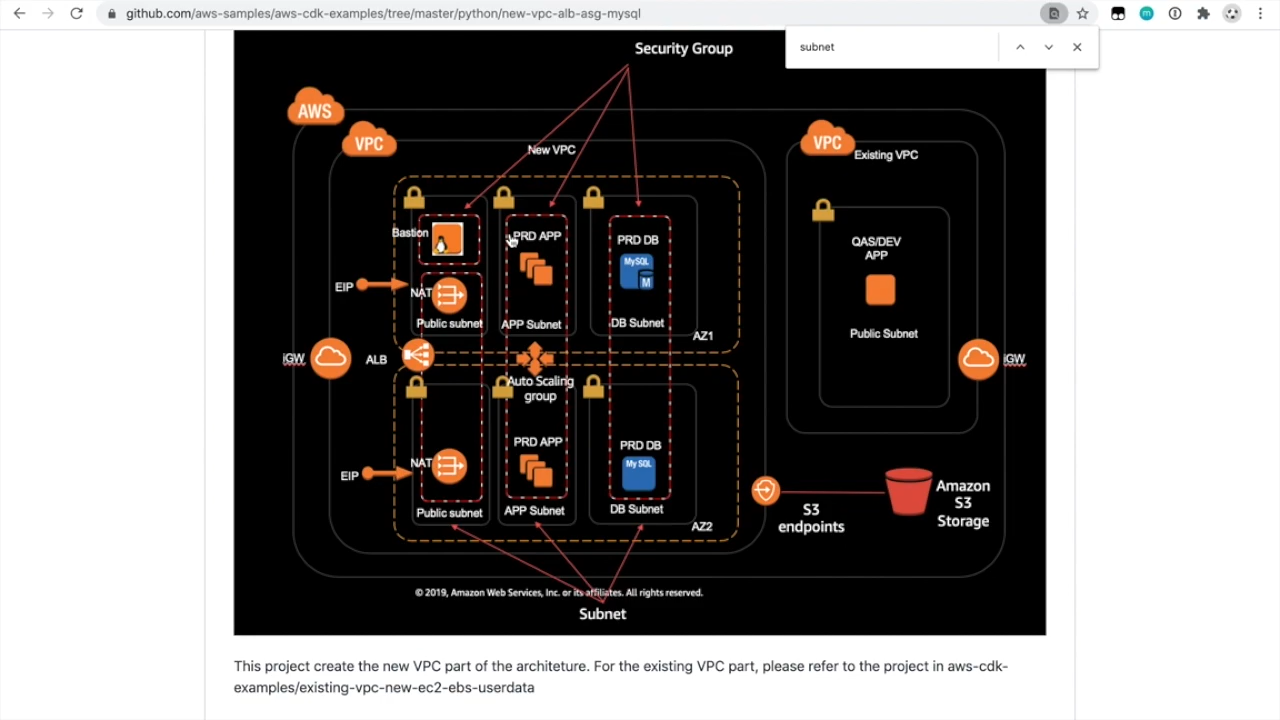 github.com/aws-samples/aws-cdk-examples/tree/master/python/new-vpc-alb-asg-mysql
subnet
Security Group
AWS
VPC
New VPC
VPC
Existing VPC
Bastion
PRD APP
PRD DB
MySQL
M
QAS/DEV
APP
EIP
NAT
Public subnet
APP Subnet
DB Subnet
AZ1
Public Subnet
iGW
ALB
iGW
Auto Scaling
group
PRD APP
PRD DB
My SQL
EIP
NAT
Public subnet
APP Subnet
DB Subnet
AZ2
S3
endpoints
Amazon
S3
Storage
© 2019, Amazon Web Services, Inc. or its affiliates. All rights reserved.
Subnet
This project create the new VPC part of the architeture. For the existing VPC part, please refer to the project in aws-cdk-
examples/existing-vpc-new-ec2-ebs-userdata